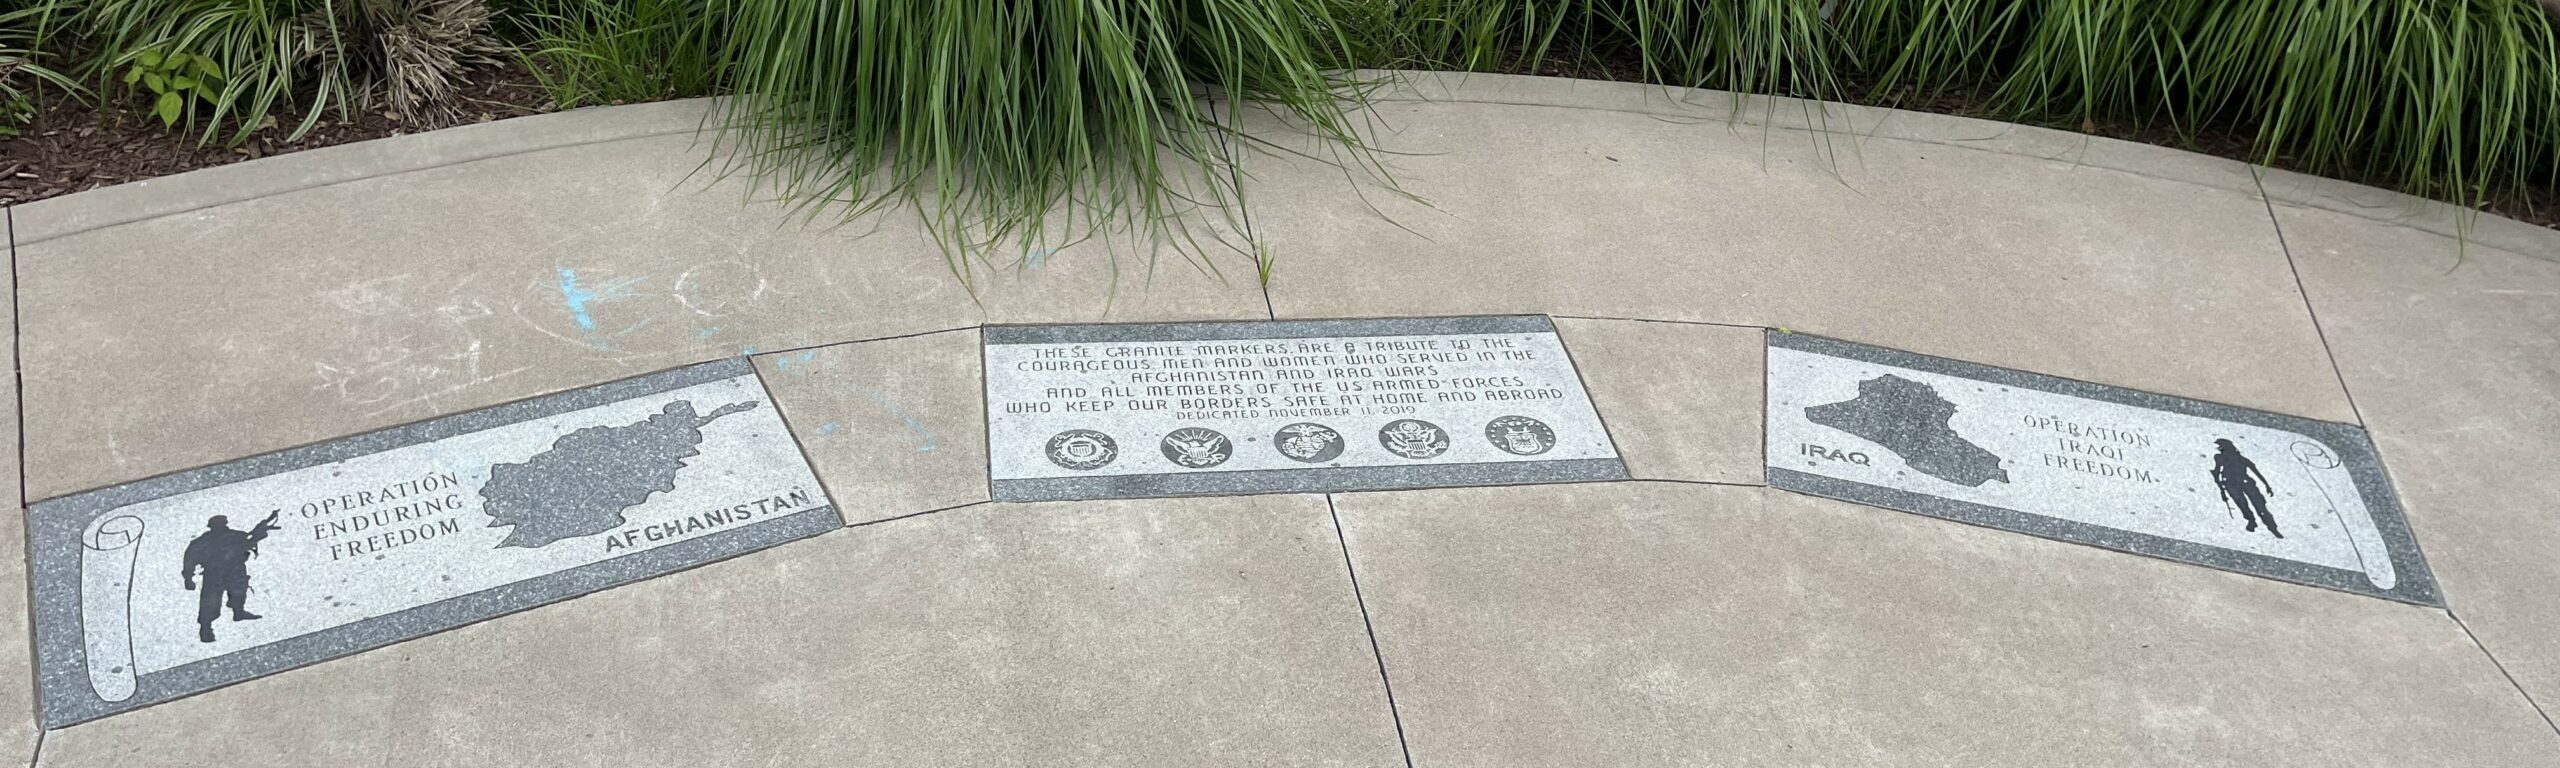 OPERATION
ENDURING
FREEDOM
AFGHANISTAN
THESE GRANITE MARKERS, ARE A TRIBUTE TO THE
COURAGEOUS MEN AND WOMEN WHO SERVED IN THE
AFGHANISTAN AND IRAQ WARS
AND ALL MEMBERS OF THE US ARMED FORCES
WHO KEEP OUR BORDERS SAFE AT HOME AND ABROAD
DEDICATED NOVEMBER 11, 2019
IRAQ
OPERATION
IRAQI
FREEDOM